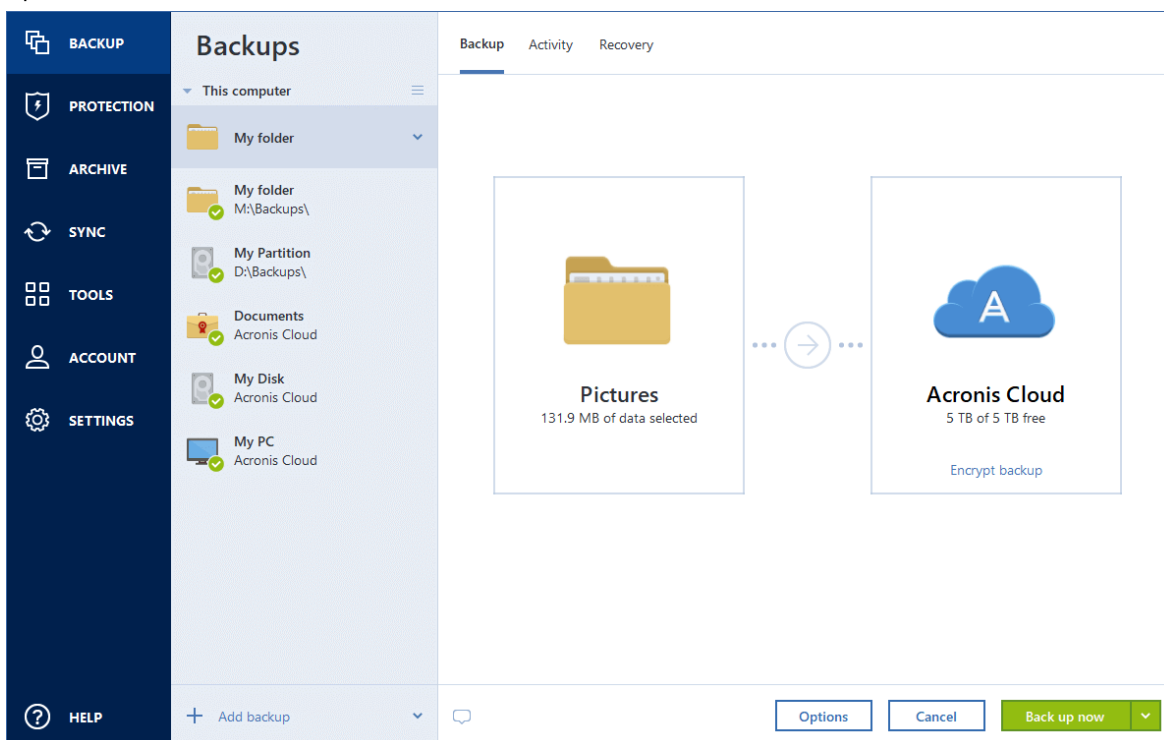 BACKUP
PROTECTION
ARCHIVE
SYNC
TOOLS
ACCOUNT
SETTINGS
HELP
Backups
This computer
My folder
My folder
M:\Backups\
My Partition
D:\Backups\
Documents
Acronis Cloud
My Disk
Acronis Cloud
My PC
Acronis Cloud
Add backup
Backup Activity Recovery
Pictures
131.9 MB of data selected
A
Acronis Cloud
5 TB of 5 TB free
Encrypt backup
Options Cancel Back up now